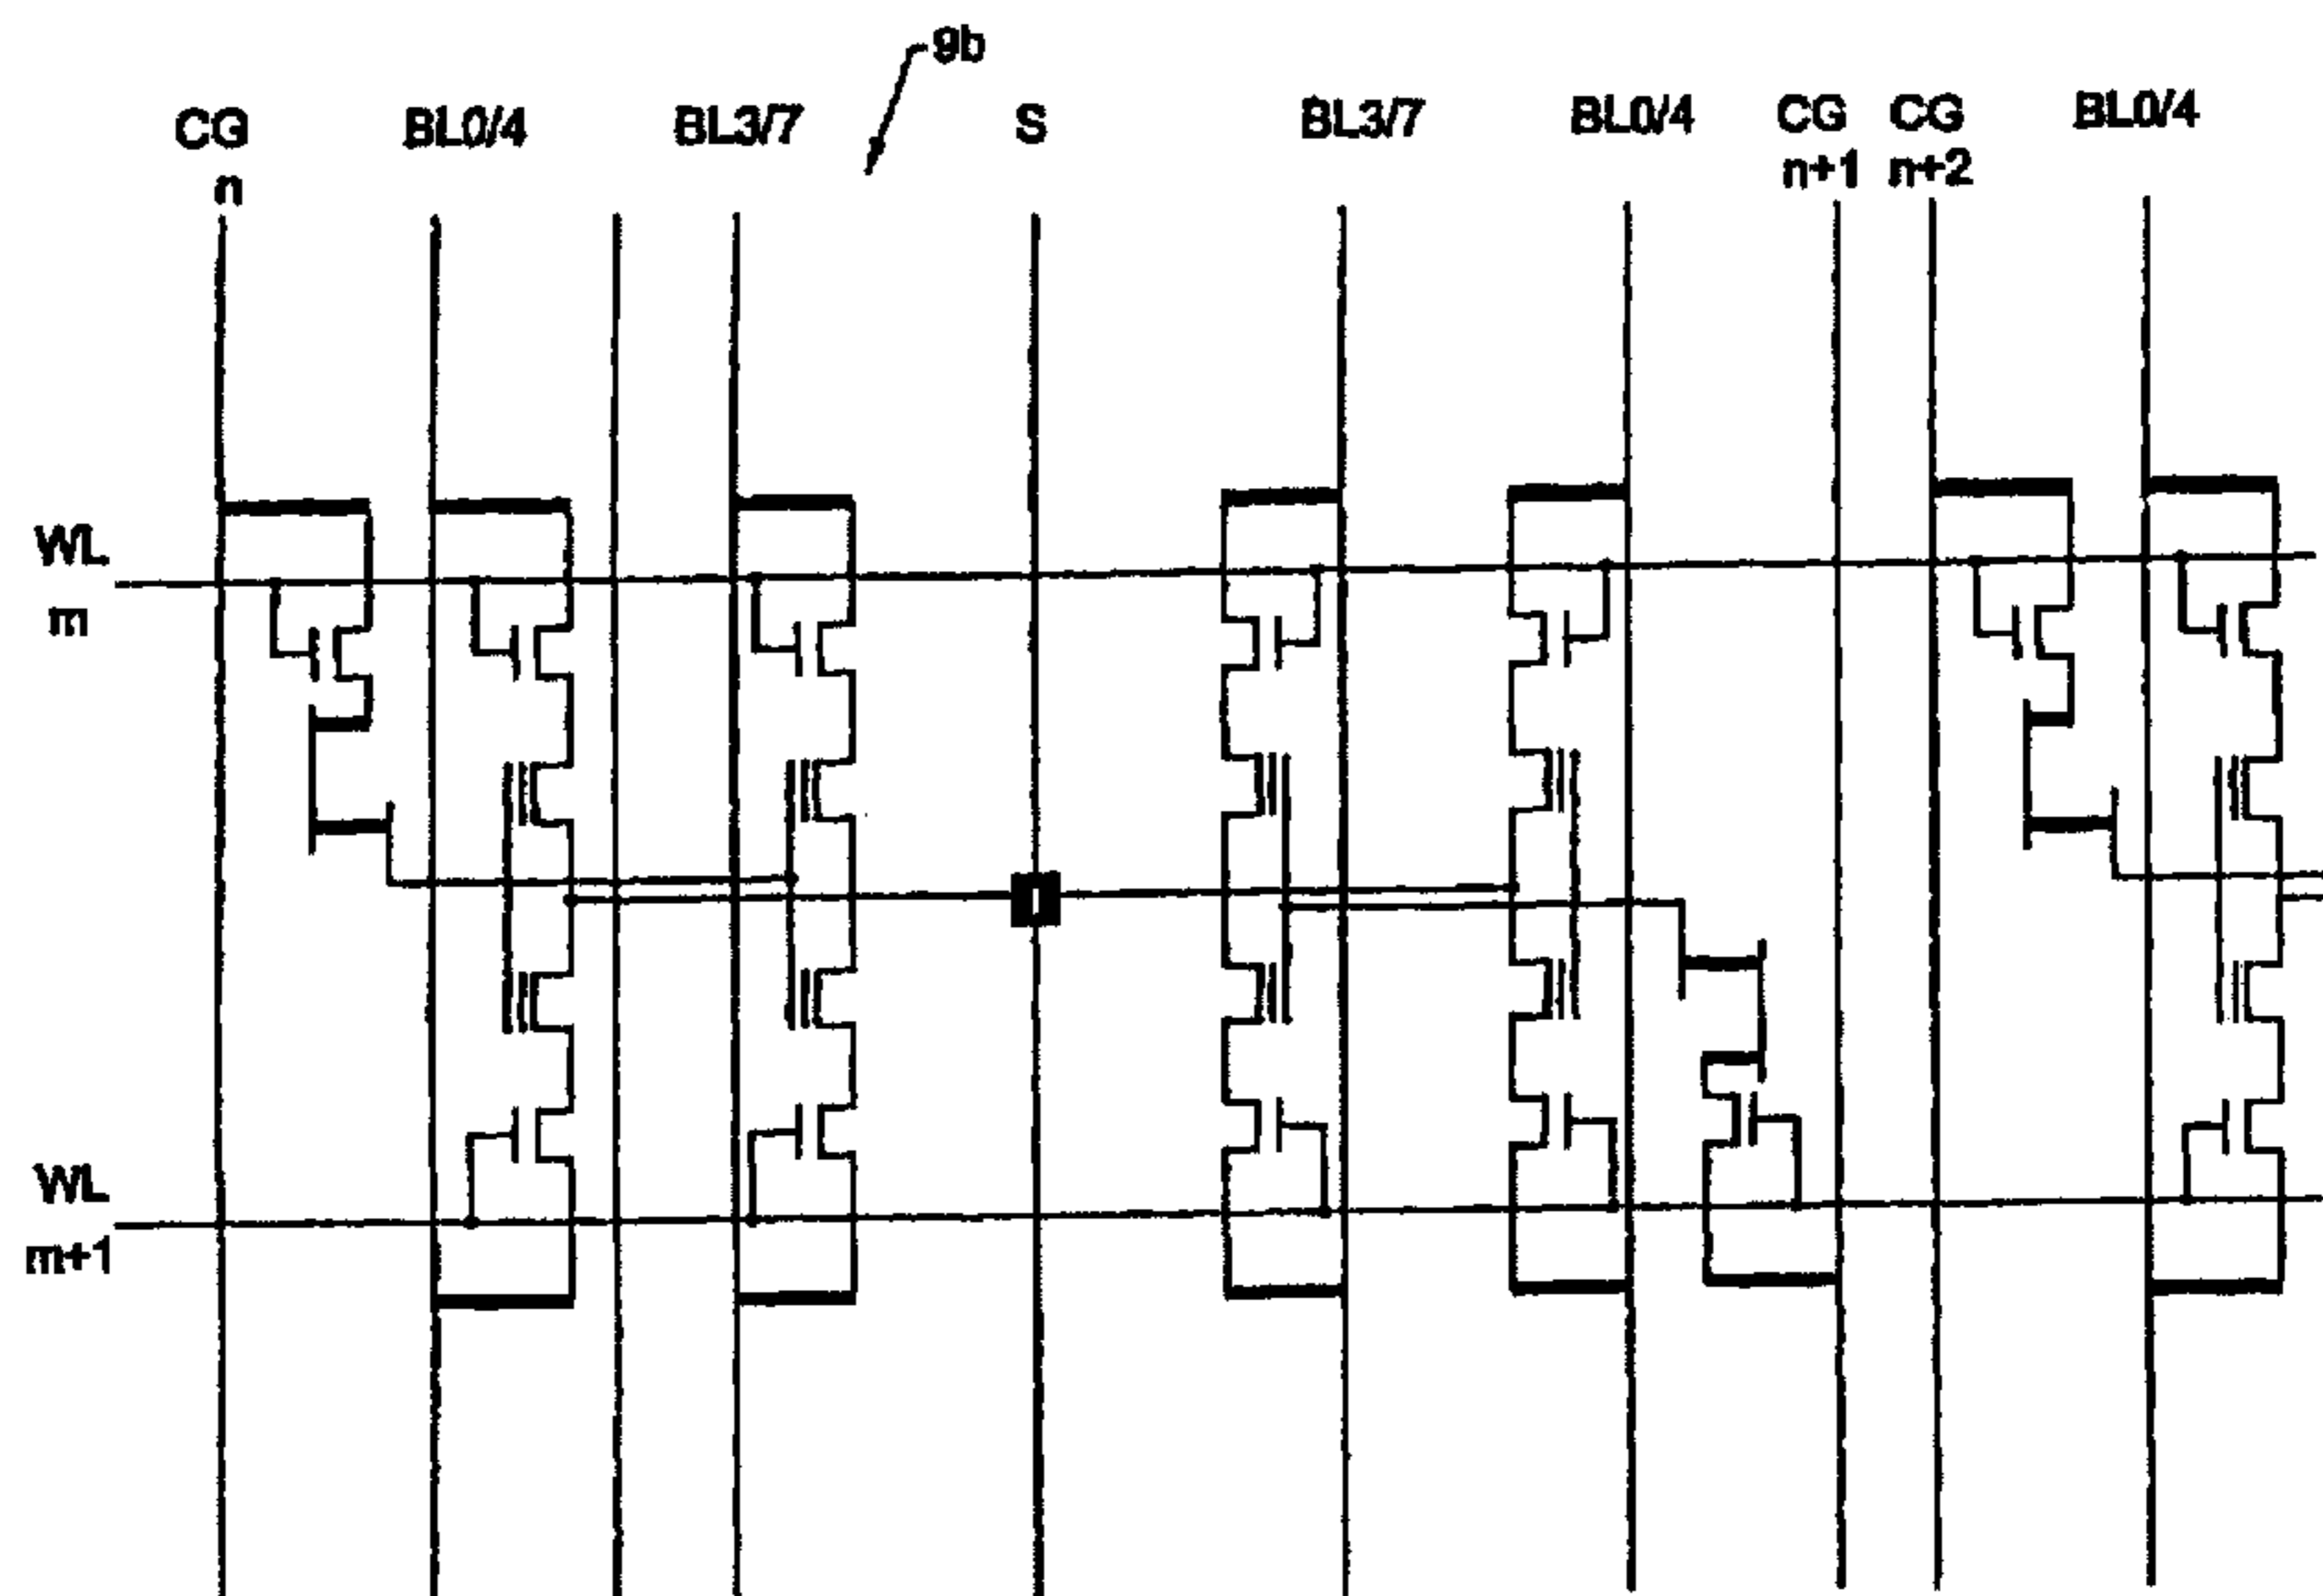 9b
CG BL0/4 BL3/7 S BL3/7 BL0/4 CG CG BL0/4
n n+1 n+2
WL
m
WL
m+1